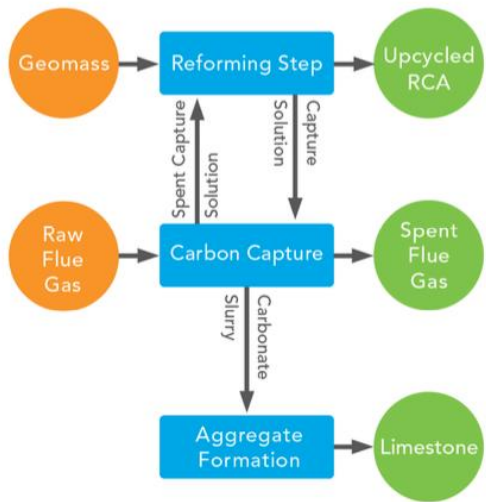 Geomass
Reforming Step
Upcycled
RCA
Spent Capture
Solution
Capture
Solution
Raw
Flue
Gas
Carbon Capture
Spent
Flue
Gas
Carbonate
Slurry
Aggregate
Formation
Limestone